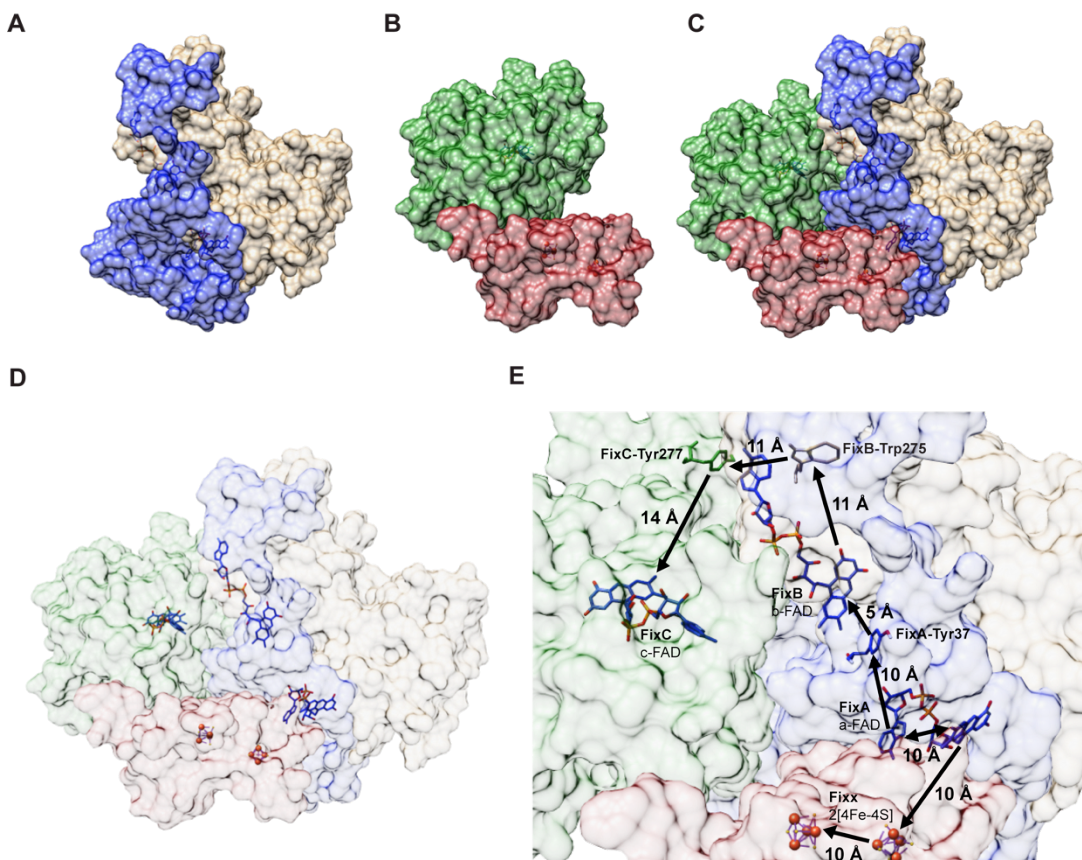 A
B
C
D
E
FixC-Tyr277
11 Å
FixB-Trp275
14 Å
11 Å
FixB
b-FAD
5 Å
FixC
c-FAD
FixA-Tyr37
10 Å
FixA
a-FAD
10 Å
10 Å
Fixx
2[4Fe-4S]
10 Å